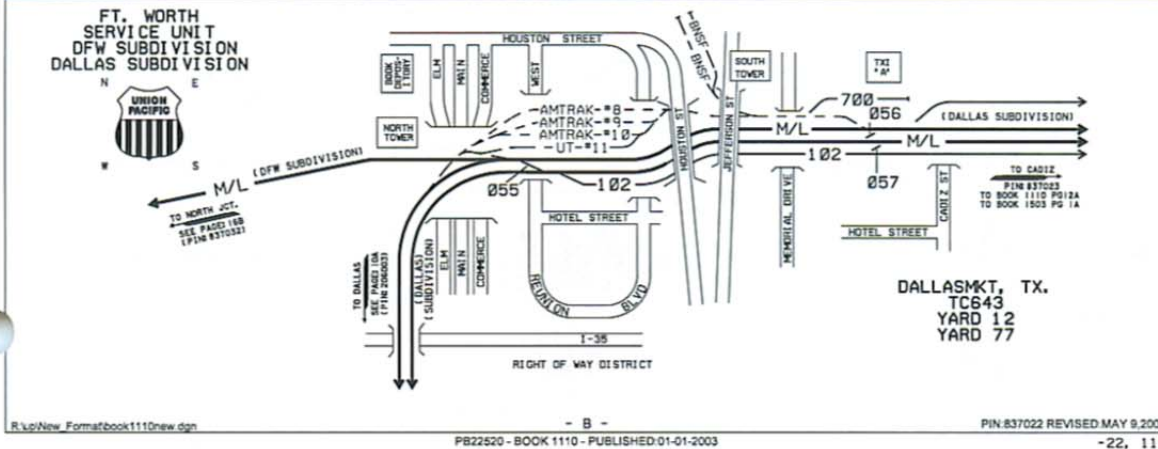 FT. WORTH
SERVICE UNIT
DFW SUBDIVISION
DALLAS SUBDIVISION
N E
UNION
PACIFIC
W S
HOUSTON STREET
BOOK
DEPOS-
ITORY
ELM
MAIN
COMMERCE
WEST
BNSF
BNSF
SOUTH
TOWER
TXI
"A"
NORTH
TOWER
AMTRAK-#8
AMTRAK-#9
AMTRAK-#10
UT-#11
HOUSTON ST
JEFFERSON ST
700
056
M/L
(DALLAS SUBDIVISION)
M/L
102
057
(DFW SUBDIVISION)
M/L
TO NORTH JCT.
SEE PAGE: 16B
(PIN: 837032)
055
102
TO CADIZ
PIN: 837023
TO BOOK 1110 PG 12A
TO BOOK 1503 PG 1A
CADIZ ST
HOTEL STREET
MEMORIAL DRIVE
HOTEL STREET
REUNION
BLVD
ELM
MAIN
COMMERCE
TO DALLAS
SEE PAGE: 10A
(PIN: 206003)
(DALLAS
SUBDIVISION)
I-35
RIGHT OF WAY DISTRICT
DALLASMKT, TX.
TC643
YARD 12
YARD 77
R:\up\New_Format\book1110new.dgn
- B -
PIN:837022 REVISED:MAY 9,200
PB22520 - BOOK 1110 - PUBLISHED:01-01-2003
-22, 11